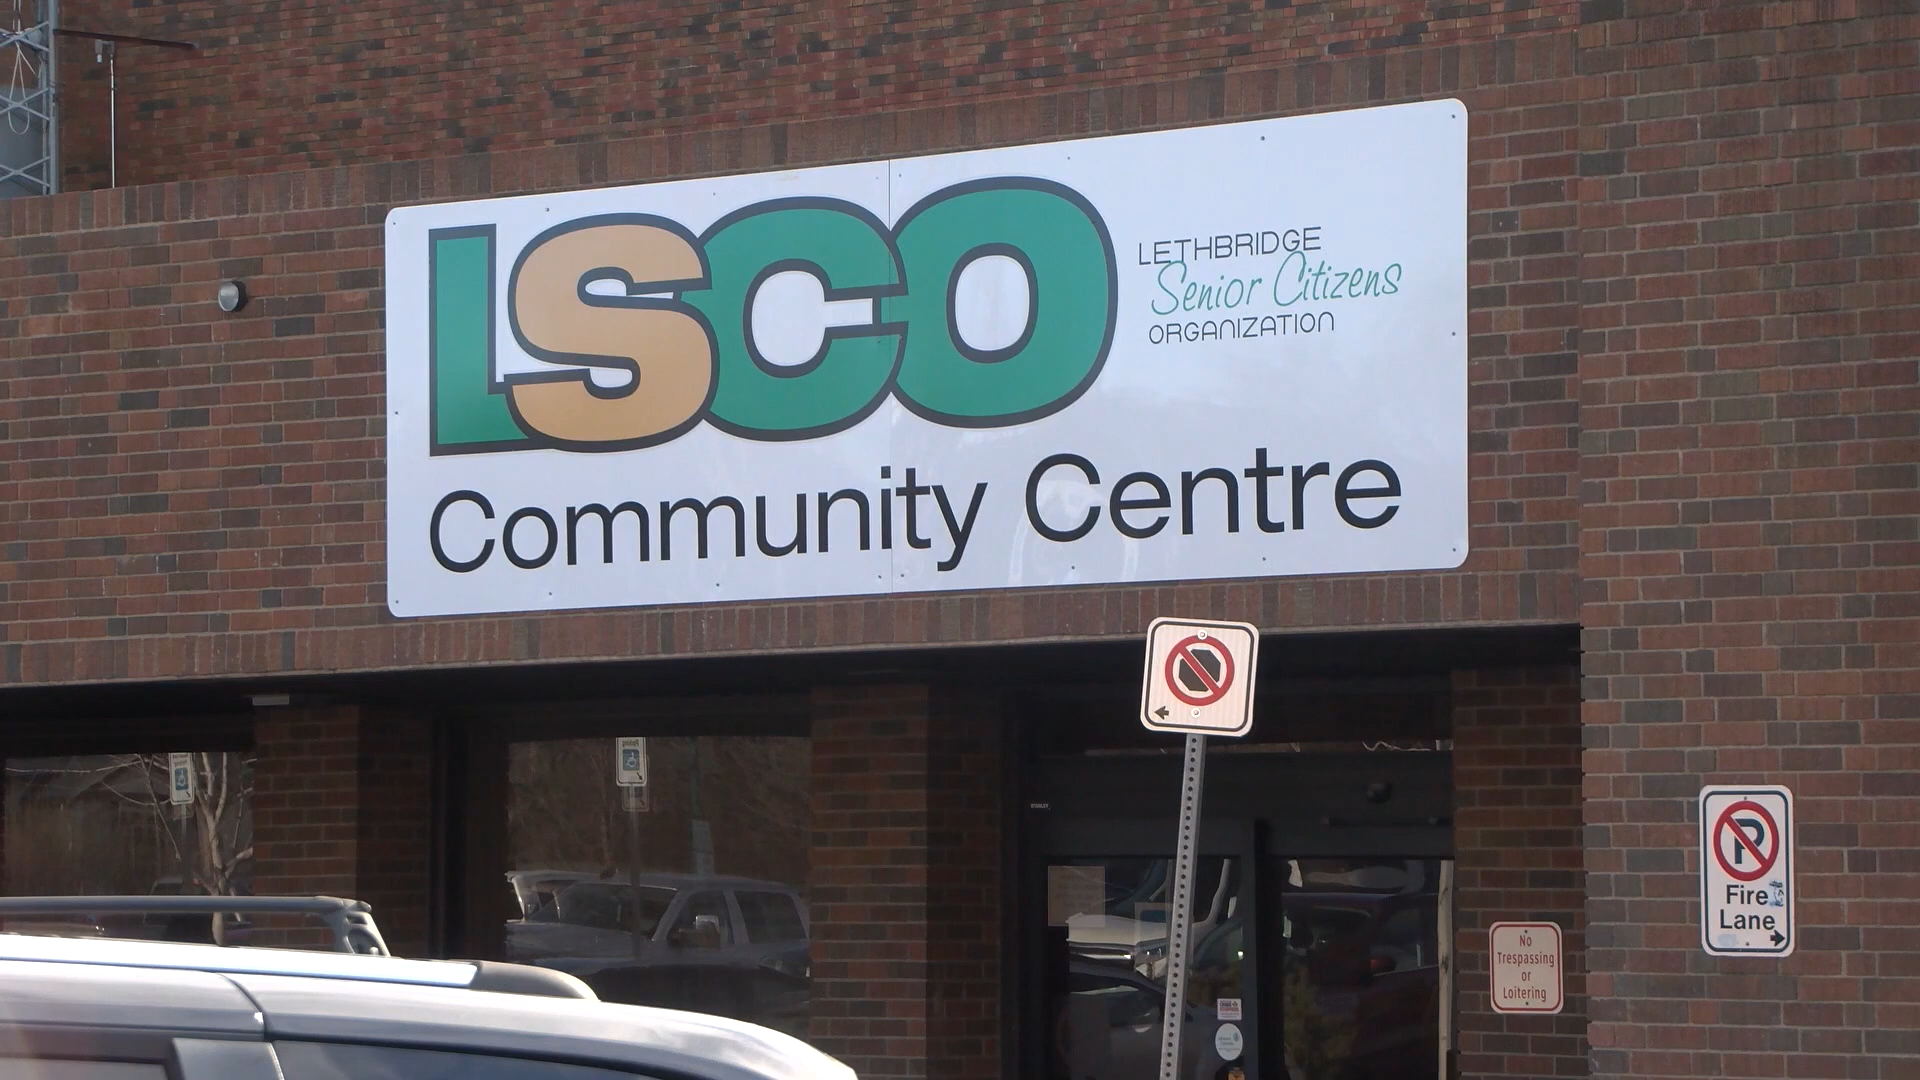 LSCO
LETHBRIDGE
Senior Citizens
ORGANIZATION
Community Centre
P
Fire
Lane
No
Trespassing
or
Loitering